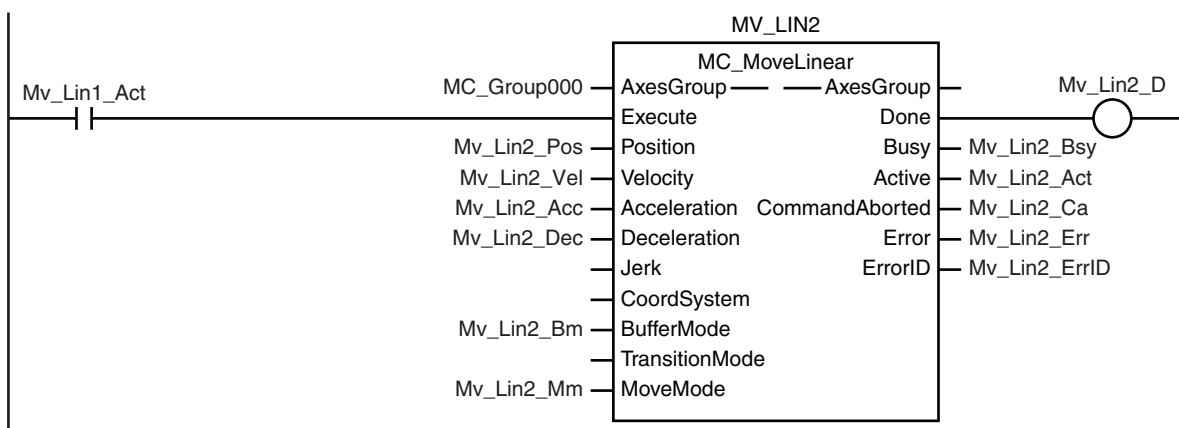 MV_LIN2
MC_MoveLinear
Mv_Lin1_Act
MC_Group000 AxesGroup AxesGroup Mv_Lin2_D
Execute Done
Mv_Lin2_Pos Position Busy Mv_Lin2_Bsy
Mv_Lin2_Vel Velocity Active Mv_Lin2_Act
Mv_Lin2_Acc Acceleration CommandAborted Mv_Lin2_Ca
Mv_Lin2_Dec Deceleration Error Mv_Lin2_Err
Jerk ErrorID Mv_Lin2_ErrID
CoordSystem
Mv_Lin2_Bm BufferMode
TransitionMode
Mv_Lin2_Mm MoveMode